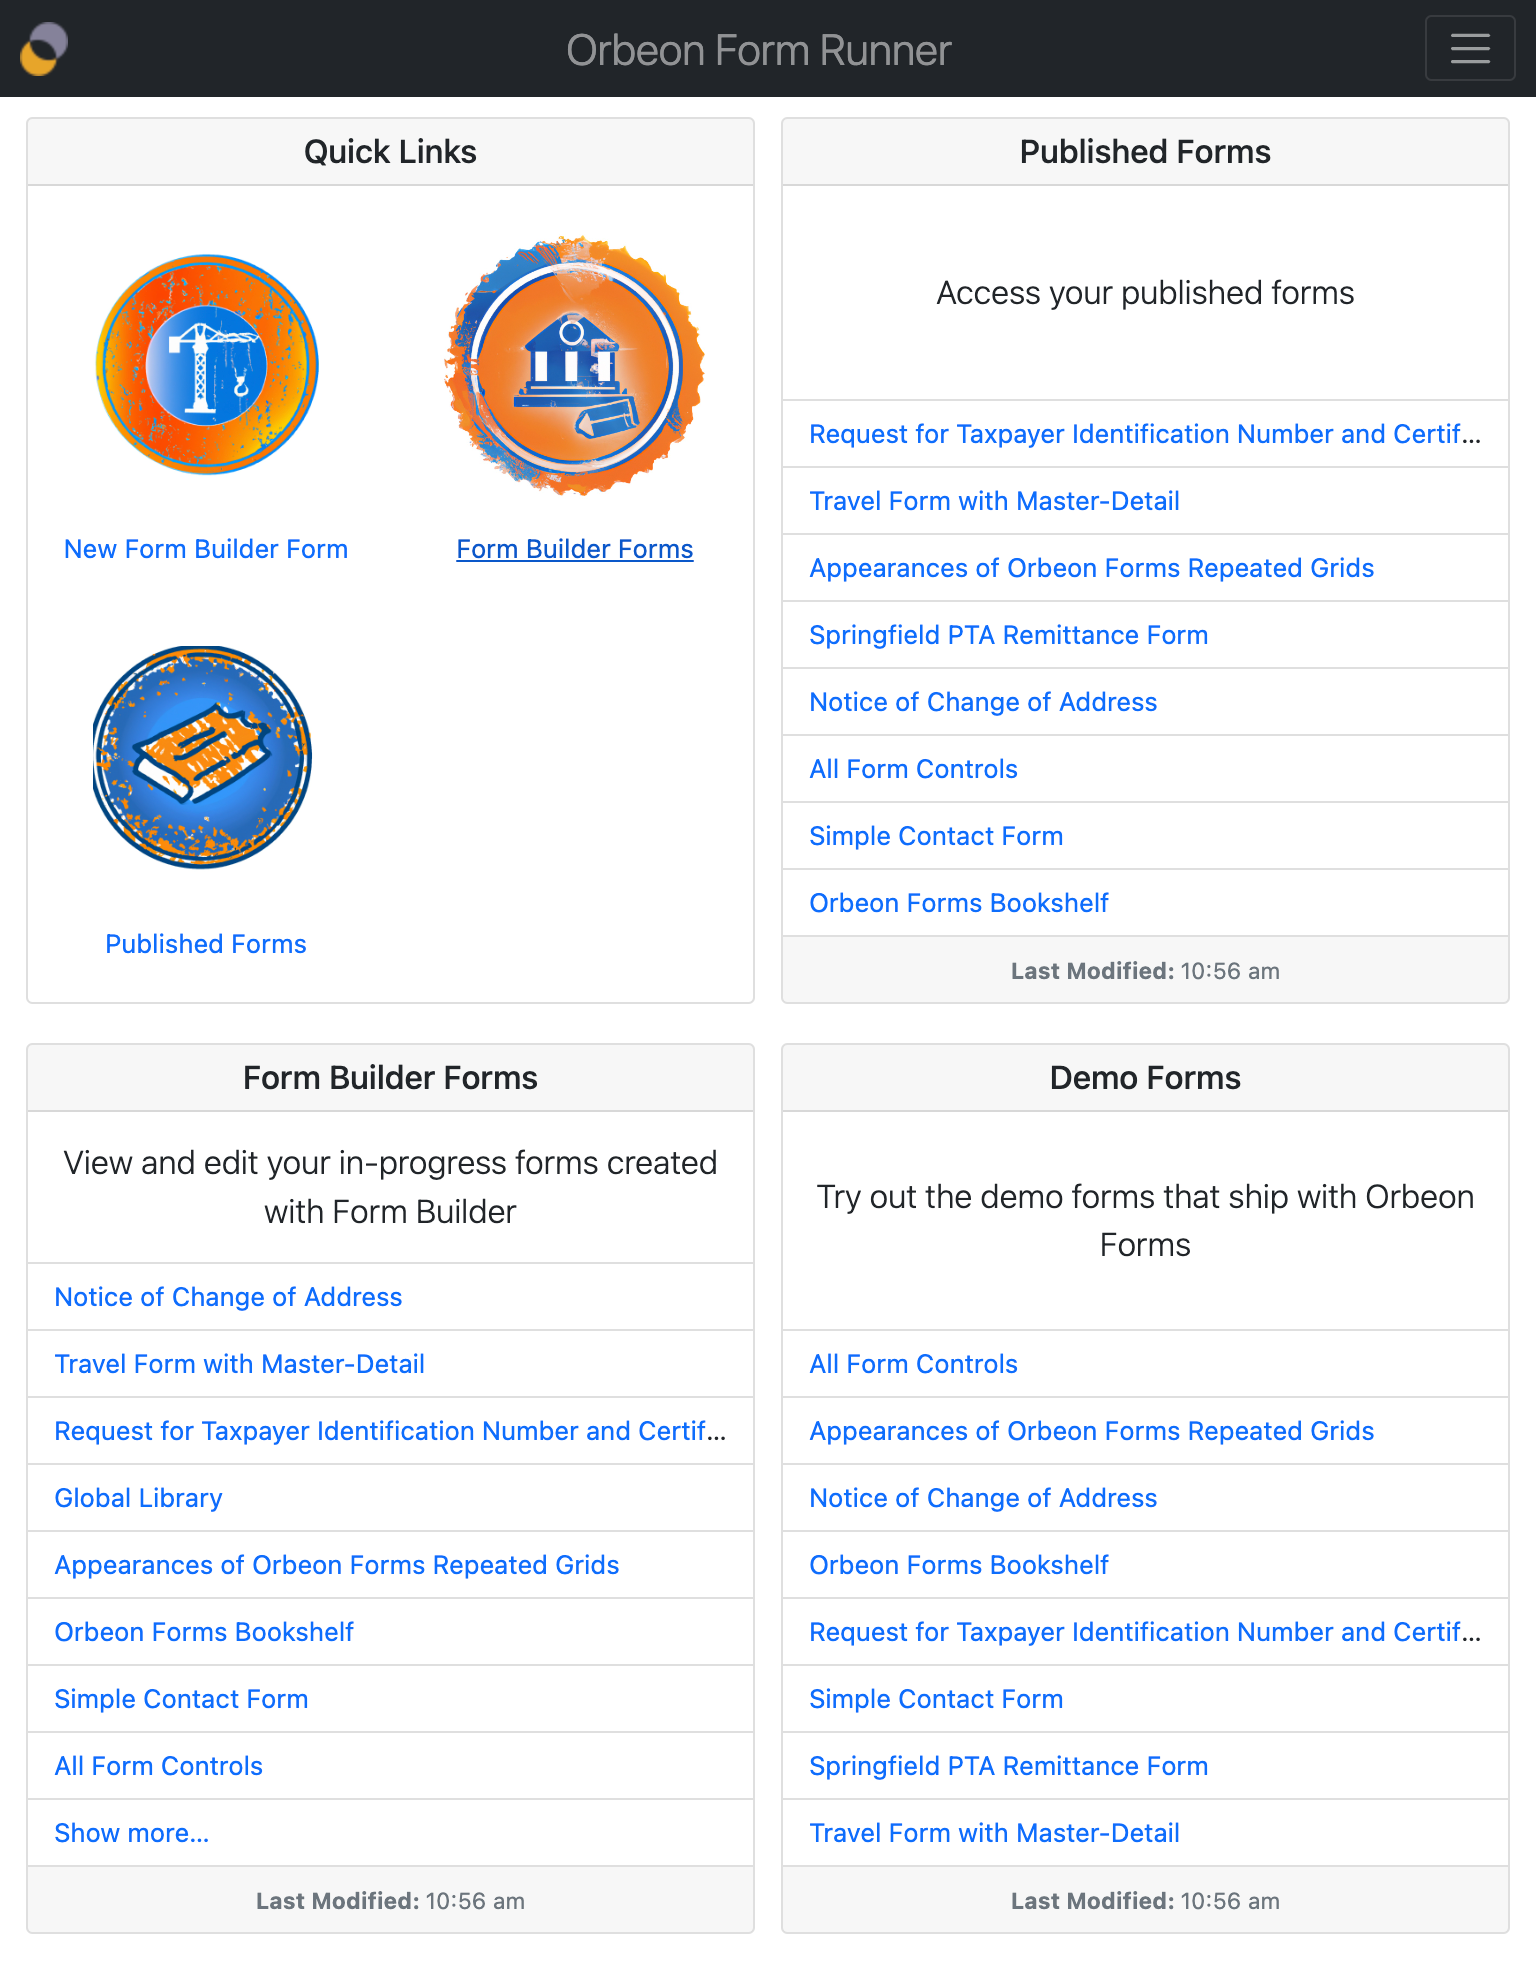 Orbeon Form Runner
Quick Links
New Form Builder Form
Form Builder Forms
Published Forms
Published Forms
Access your published forms
Request for Taxpayer Identification Number and Certif...
Travel Form with Master-Detail
Appearances of Orbeon Forms Repeated Grids
Springfield PTA Remittance Form
Notice of Change of Address
All Form Controls
Simple Contact Form
Orbeon Forms Bookshelf
Last Modified: 10:56 am
Form Builder Forms
View and edit your in-progress forms created
with Form Builder
Notice of Change of Address
Travel Form with Master-Detail
Request for Taxpayer Identification Number and Certif...
Global Library
Appearances of Orbeon Forms Repeated Grids
Orbeon Forms Bookshelf
Simple Contact Form
All Form Controls
Show more...
Last Modified: 10:56 am
Demo Forms
Try out the demo forms that ship with Orbeon
Forms
All Form Controls
Appearances of Orbeon Forms Repeated Grids
Notice of Change of Address
Orbeon Forms Bookshelf
Request for Taxpayer Identification Number and Certif...
Simple Contact Form
Springfield PTA Remittance Form
Travel Form with Master-Detail
Last Modified: 10:56 am